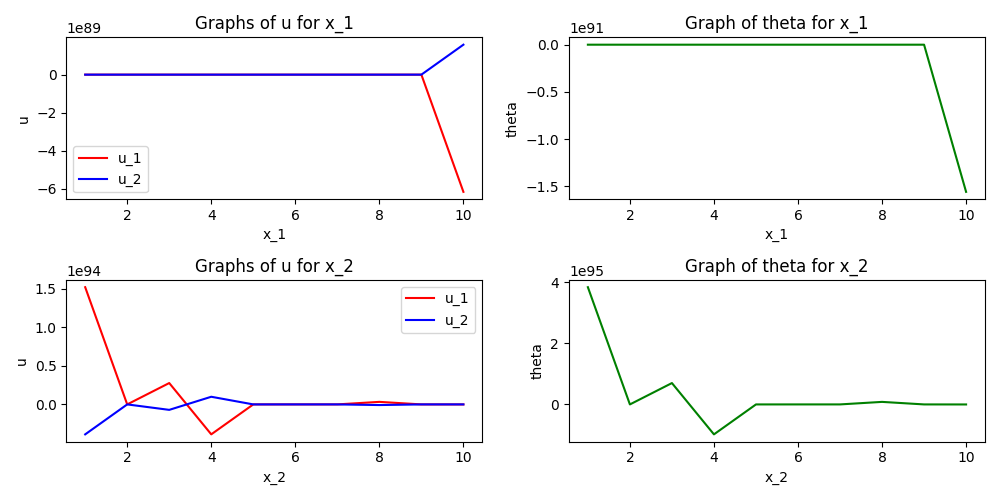 Graphs of u for x_1
1e89
0
−2
−4
−6
u
u_1
u_2
2 4 6 8 10
x_1
Graph of theta for x_1
1e91
0.0
−0.5
−1.0
−1.5
theta
2 4 6 8 10
x_1
Graphs of u for x_2
1e94
1.5
1.0
0.5
0.0
u
u_1
u_2
2 4 6 8 10
x_2
Graph of theta for x_2
1e95
4
2
0
theta
2 4 6 8 10
x_2